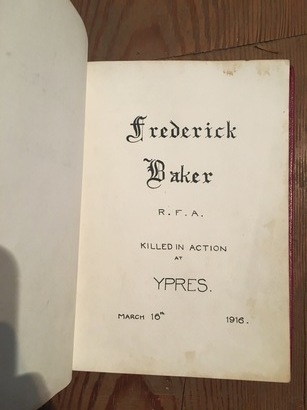 Frederick
Baker
R. F. A.
KILLED IN ACTION
AT
YPRES.
MARCH 16th 1916.